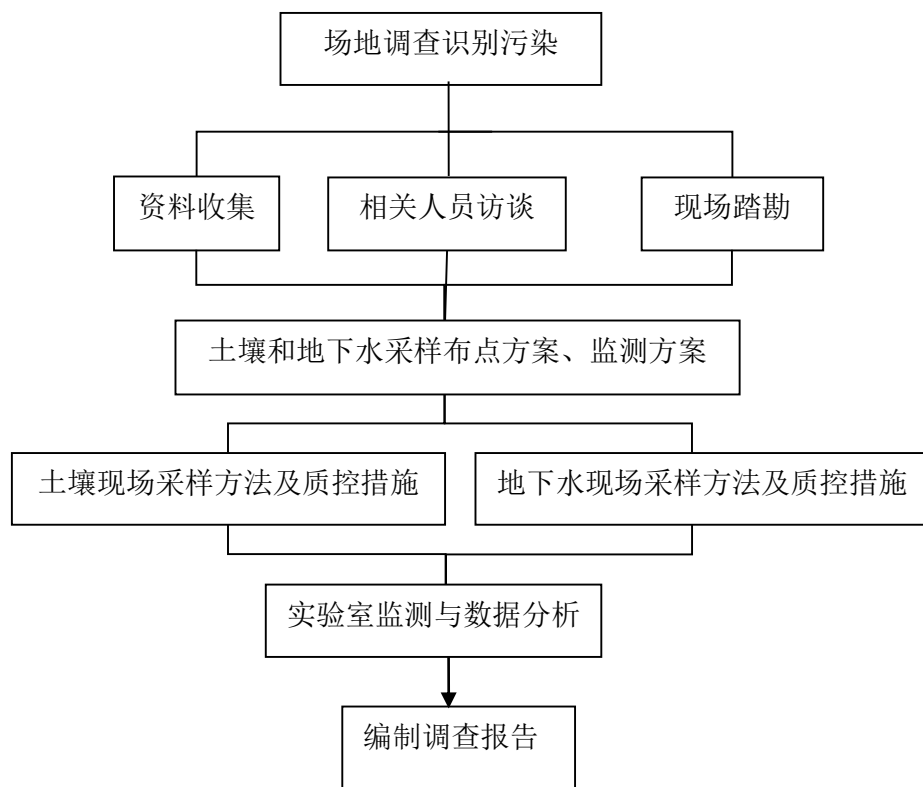 场地调查识别污染
资料收集
相关人员访谈
现场踏勘
土壤和地下水采样布点方案、监测方案
土壤现场采样方法及质控措施
地下水现场采样方法及质控措施
实验室监测与数据分析
编制调查报告